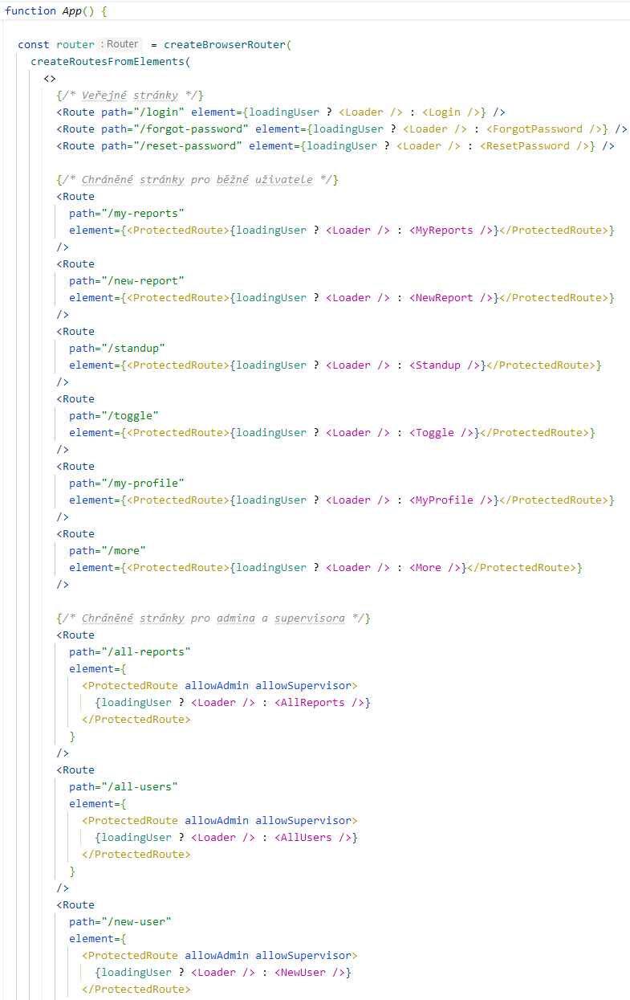 function App() {
const router : Router = createBrowserRouter(
createRoutesFromElements(
<>
{/* Veřejné stránky */}
<Route path="/login" element={loadingUser ? <Loader /> : <Login />} />
<Route path="/forgot-password" element={loadingUser ? <Loader /> : <ForgotPassword />} />
<Route path="/reset-password" element={loadingUser ? <Loader /> : <ResetPassword />} />
{/* Chráněné stránky pro běžné uživatele */}
<Route
path="/my-reports"
element={<ProtectedRoute>{loadingUser ? <Loader /> : <MyReports />}</ProtectedRoute>}
/>
<Route
path="/new-report"
element={<ProtectedRoute>{loadingUser ? <Loader /> : <NewReport />}</ProtectedRoute>}
/>
<Route
path="/standup"
element={<ProtectedRoute>{loadingUser ? <Loader /> : <Standup />}</ProtectedRoute>}
/>
<Route
path="/toggle"
element={<ProtectedRoute>{loadingUser ? <Loader /> : <Toggle />}</ProtectedRoute>}
/>
<Route
path="/my-profile"
element={<ProtectedRoute>{loadingUser ? <Loader /> : <MyProfile />}</ProtectedRoute>}
/>
<Route
path="/more"
element={<ProtectedRoute>{loadingUser ? <Loader /> : <More />}</ProtectedRoute>}
/>
{/* Chráněné stránky pro admina a supervisora */}
<Route
path="/all-reports"
element={
<ProtectedRoute allowAdmin allowSupervisor>
{loadingUser ? <Loader /> : <AllReports />}
</ProtectedRoute>
}
/>
<Route
path="/all-users"
element={
<ProtectedRoute allowAdmin allowSupervisor>
{loadingUser ? <Loader /> : <AllUsers />}
</ProtectedRoute>
}
/>
<Route
path="/new-user"
element={
<ProtectedRoute allowAdmin allowSupervisor>
{loadingUser ? <Loader /> : <NewUser />}
</ProtectedRoute>